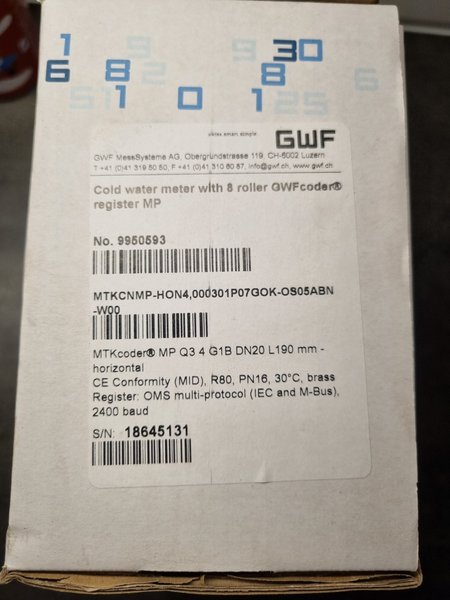 1 9 9 30
6 8 2 8 6
51 1 0 1 25
wireless smart simple
GWF
GWF MessSysteme AG, Obergrundstrasse 119, CH-6002 Luzern
T +41 (0)41 319 50 50, F +41 (0)41 310 60 87, info@gwf.ch, www.gwf.ch
Cold water meter with 8 roller GWFcoder®
register MP
No. 9950593
MTKCNMP-HON4,000301P07GOK-OS05ABN
-W00
MTKcoder® MP Q3 4 G1B DN20 L190 mm -
horizontal
CE Conformity (MID), R80, PN16, 30°C, brass
Register: OMS multi-protocol (IEC and M-Bus),
2400 baud
S/N: 18645131